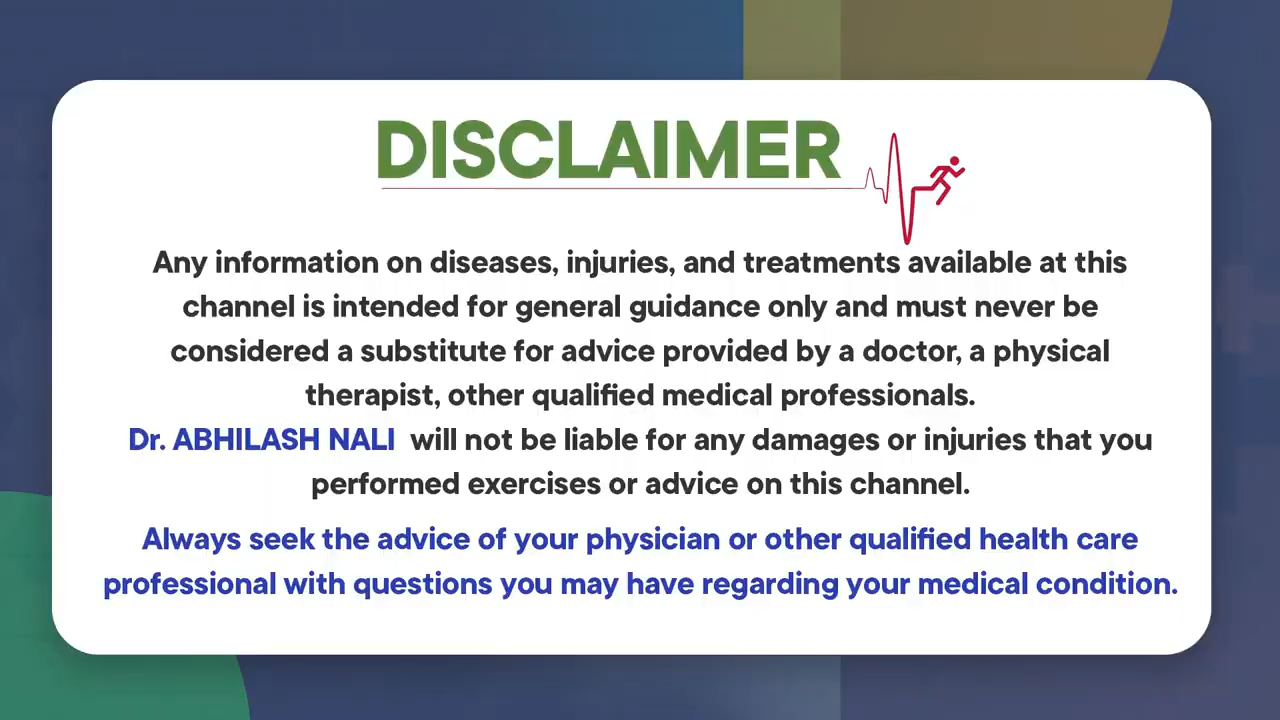 DISCLAIMER
Any information on diseases, injuries, and treatments available at this
channel is intended for general guidance only and must never be
considered a substitute for advice provided by a doctor, a physical
therapist, other qualified medical professionals.
Dr. ABHILASH NALI will not be liable for any damages or injuries that you
performed exercises or advice on this channel.
Always seek the advice of your physician or other qualified health care
professional with questions you may have regarding your medical condition.